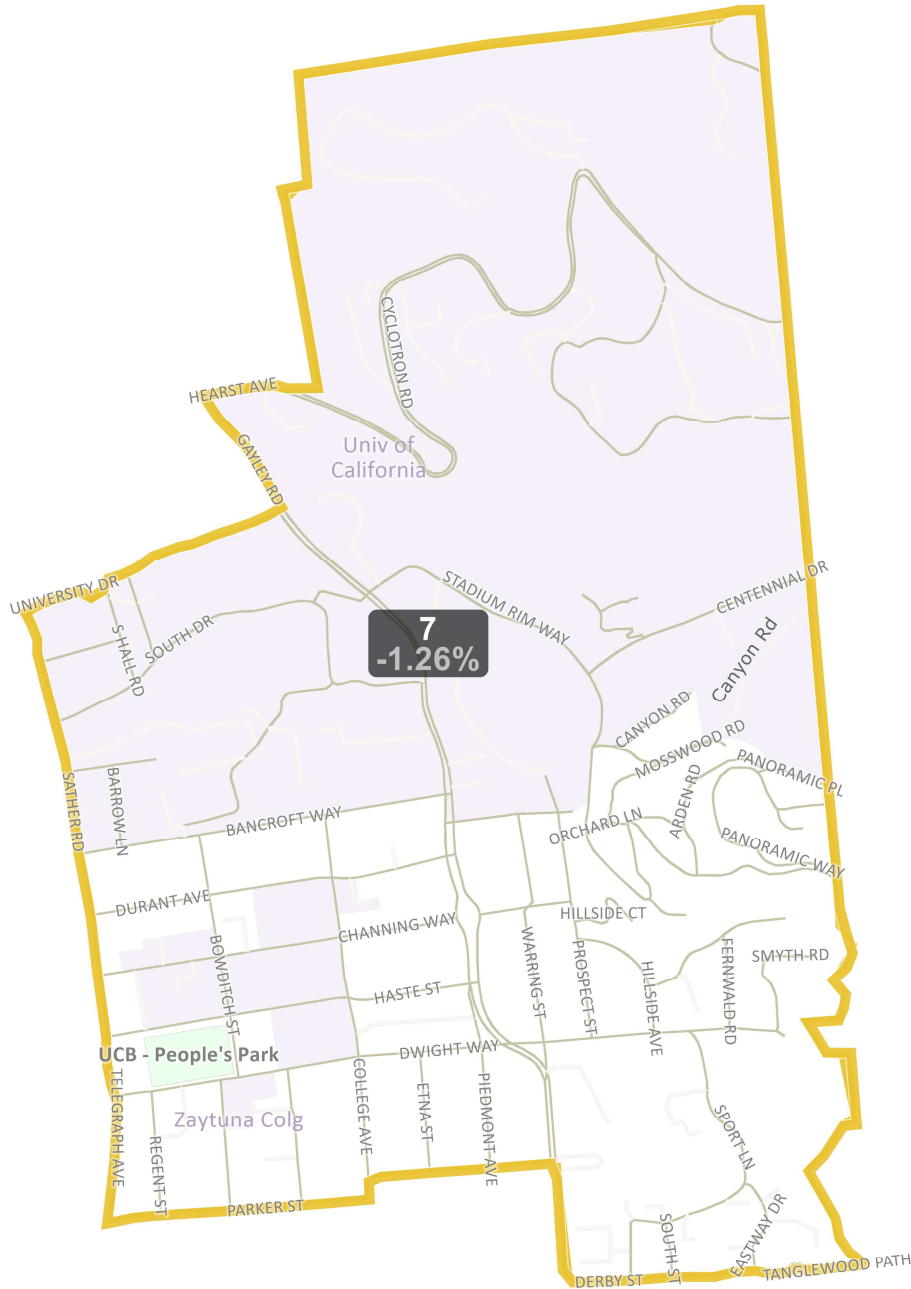 HEARST AVE
CYCLOTRON RD
GAYLEY RD
Univ of
California
UNIVERSITY DR
STADIUM RIM WAY
CENTENNIAL DR
S HALL RD
SOUTH DR
7
-1.26%
Canyon Rd
CANYON RD
MOSSWOOD RD
PANORAMIC PL
SATHER RD
BARROW LN
BANCROFT WAY
ORCHARD LN
ARDEN RD
PANORAMIC WAY
DURANT AVE
CHANNING WAY
HILLSIDE CT
BOWDITCH ST
WARRING ST
PROSPECT ST
HILLSIDE AVE
FERNWALD RD
SMYTH RD
HASTE ST
UCB - People's Park
DWIGHT WAY
TELEGRAPH AVE
REGENT ST
Zaytuna Colg
COLLEGE AVE
ETNA ST
PIEDMONT AVE
SPORT LN
PARKER ST
SOUTH ST
EASTWAY DR
DERBY ST
TANGLEWOOD PATH